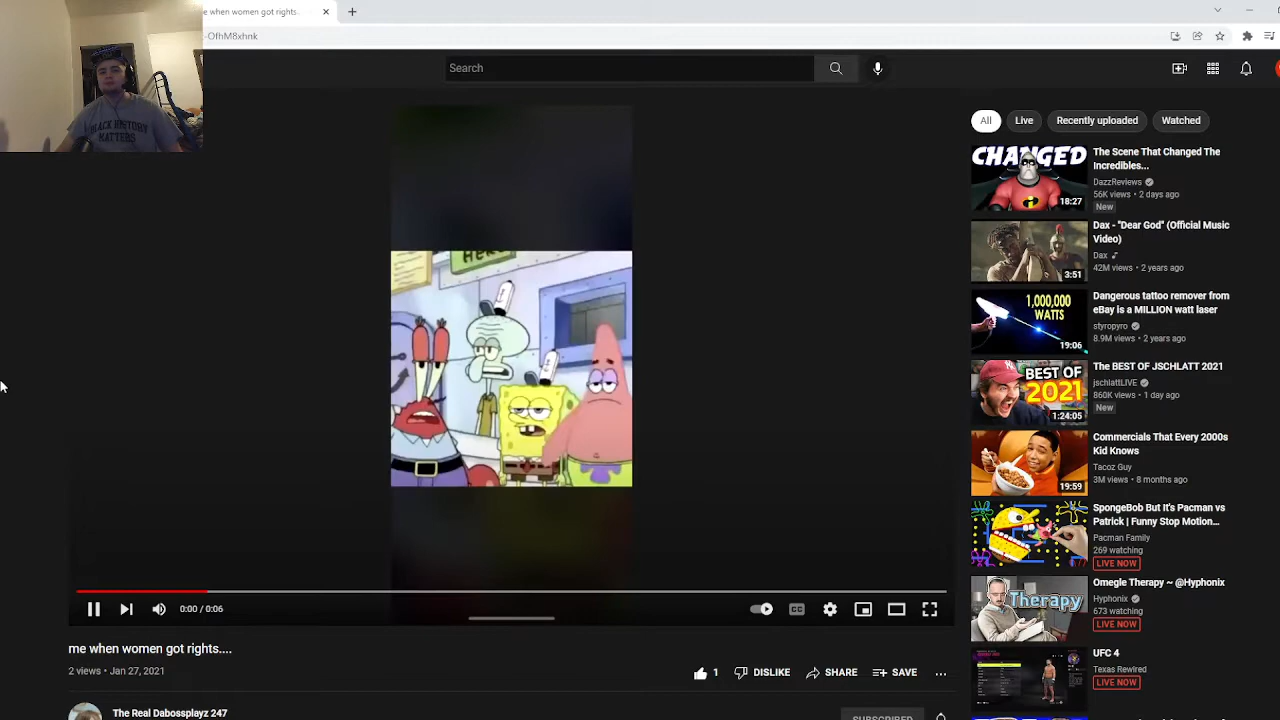 e when women got rights.
-OfhM8xhnk
Search
BLACK HISTORY
MATTERS
All
Live
Recently uploaded
Watched
CHANGED
18:27
The Scene That Changed The
Incredibles...
DazzReviews
56K views • 2 days ago
New
3:51
Dax - "Dear God" (Official Music
Video)
Dax
42M views • 2 years ago
1,000,000
WATTS
19:06
Dangerous tattoo remover from
eBay is a MILLION watt laser
styropyro
8.9M views • 2 years ago
BEST OF
2021
1:24:05
The BEST OF JSCHLATT 2021
jschlattLIVE
860K views • 1 day ago
New
19:59
Commercials That Every 2000s
Kid Knows
Tacoz Guy
3M views • 8 months ago
SpongeBob But It's Pacman vs
Patrick | Funny Stop Motion...
Pacman Family
269 watching
LIVE NOW
Therapy
Omegle Therapy ~ @Hyphonix
Hyphonix
673 watching
LIVE NOW
UFC 4
Texas Rewired
LIVE NOW
0:00 / 0:06
CC
me when women got rights....
2 views • Jan 27, 2021
DISLIKE
SHARE
SAVE
The Real Dabossplayz 247
SUBSCRIBED